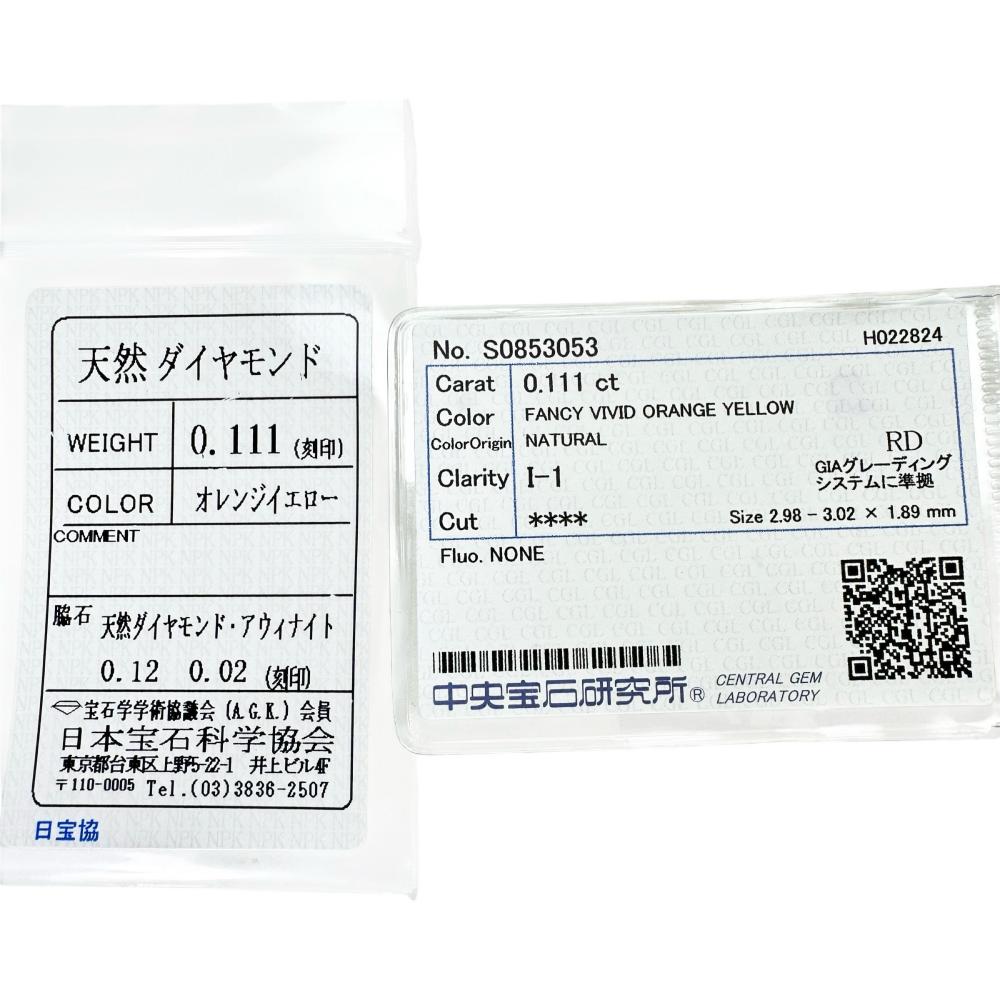 天然 ダイヤモンド
WEIGHT 0.111 (刻印)
COLOR オレンジイエロー
COMMENT
脇石 天然ダイヤモンド・アウィナイト
0.12 0.02 (刻印)
宝石学学術協議会 (A.G.K.) 会員
日本宝石科学協会
東京都台東区上野5-22-1 井上ビル4F
〒110-0005 Tel.(03)3836-2507
日宝協
No. S0853053 H022824
Carat 0.111 ct
Color FANCY VIVID ORANGE YELLOW
ColorOrigin NATURAL
RD
Clarity I-1 GIAグレーディング
システムに準拠
Cut **** Size 2.98 - 3.02 × 1.89 mm
Fluo. NONE
中央宝石研究所® CENTRAL GEM
LABORATORY